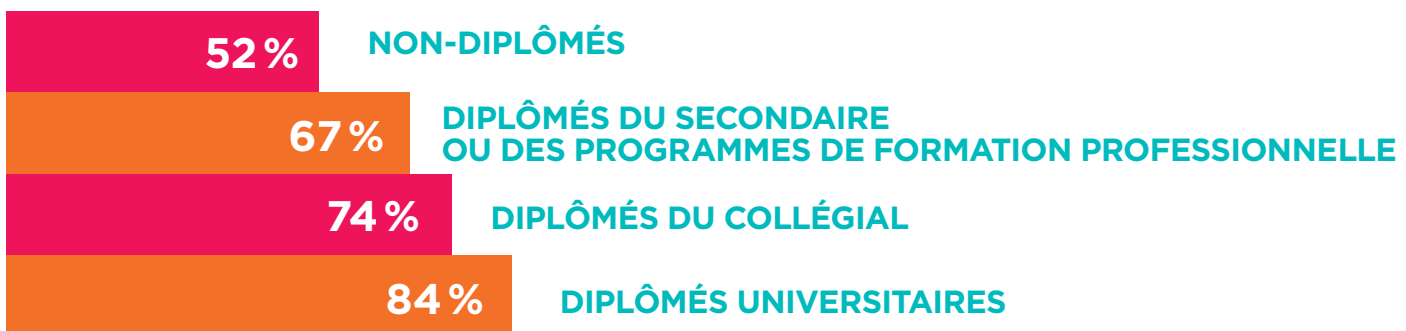 52 % NON-DIPLÔMÉS
67 % DIPLÔMÉS DU SECONDAIRE
OU DES PROGRAMMES DE FORMATION PROFESSIONNELLE
74 % DIPLÔMÉS DU COLLÉGIAL
84 % DIPLÔMÉS UNIVERSITAIRES